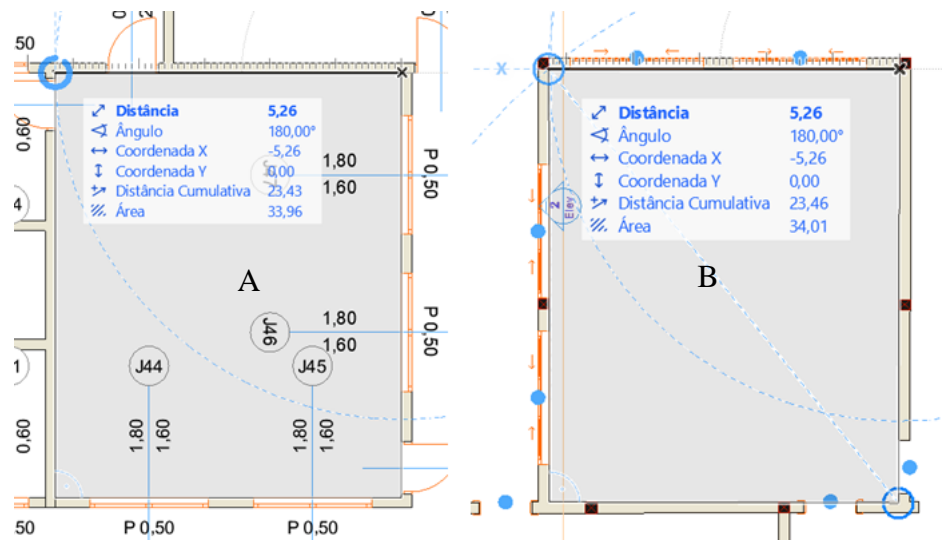 50
2
Distância 5,26
Ângulo 180,00°
Coordenada X -5,26
Coordenada Y 0,00
Distância Cumulativa 23,43
Área 33,96
0,60
1,80
1,60
P 0,50
4
A
J46
1,80
1,60
P 0,50
1
J44
J45
0,60
1,80
1,60
1,80
1,60
50
P 0,50
P 0,50
X
Distância 5,26
Ângulo 180,00°
Coordenada X -5,26
Coordenada Y 0,00
Distância Cumulativa 23,46
Área 34,01
2
Elev
B